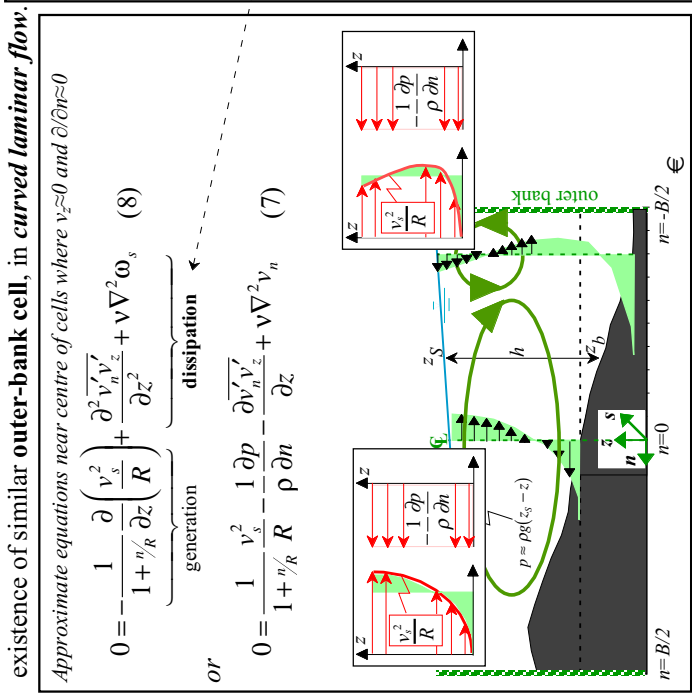 existence of similar outer-bank cell, in curved laminar flow.
Approximate equations near centre of cells where v_z≈0 and ∂/∂n≈0
0 = - 1/(1+n/R) ∂/∂z (v_s²/R) + ∂²v'_n v'_z/∂z² + ν∇²ω_s (8)
generation
dissipation
or
0 = - 1/(1+n/R) v_s²/R - 1/ρ ∂p/∂n - ∂v'_n v'_z/∂z + ν∇²v_n (7)
z
v_s²/R
z
-1/ρ ∂p/∂n
z
v_s²/R
z
-1/ρ ∂p/∂n
p ≈ ρg(z_s − z)
℄
z_S
h
z_b
outer bank
n
z
s
n=B/2
n=0
n=-B/2
€